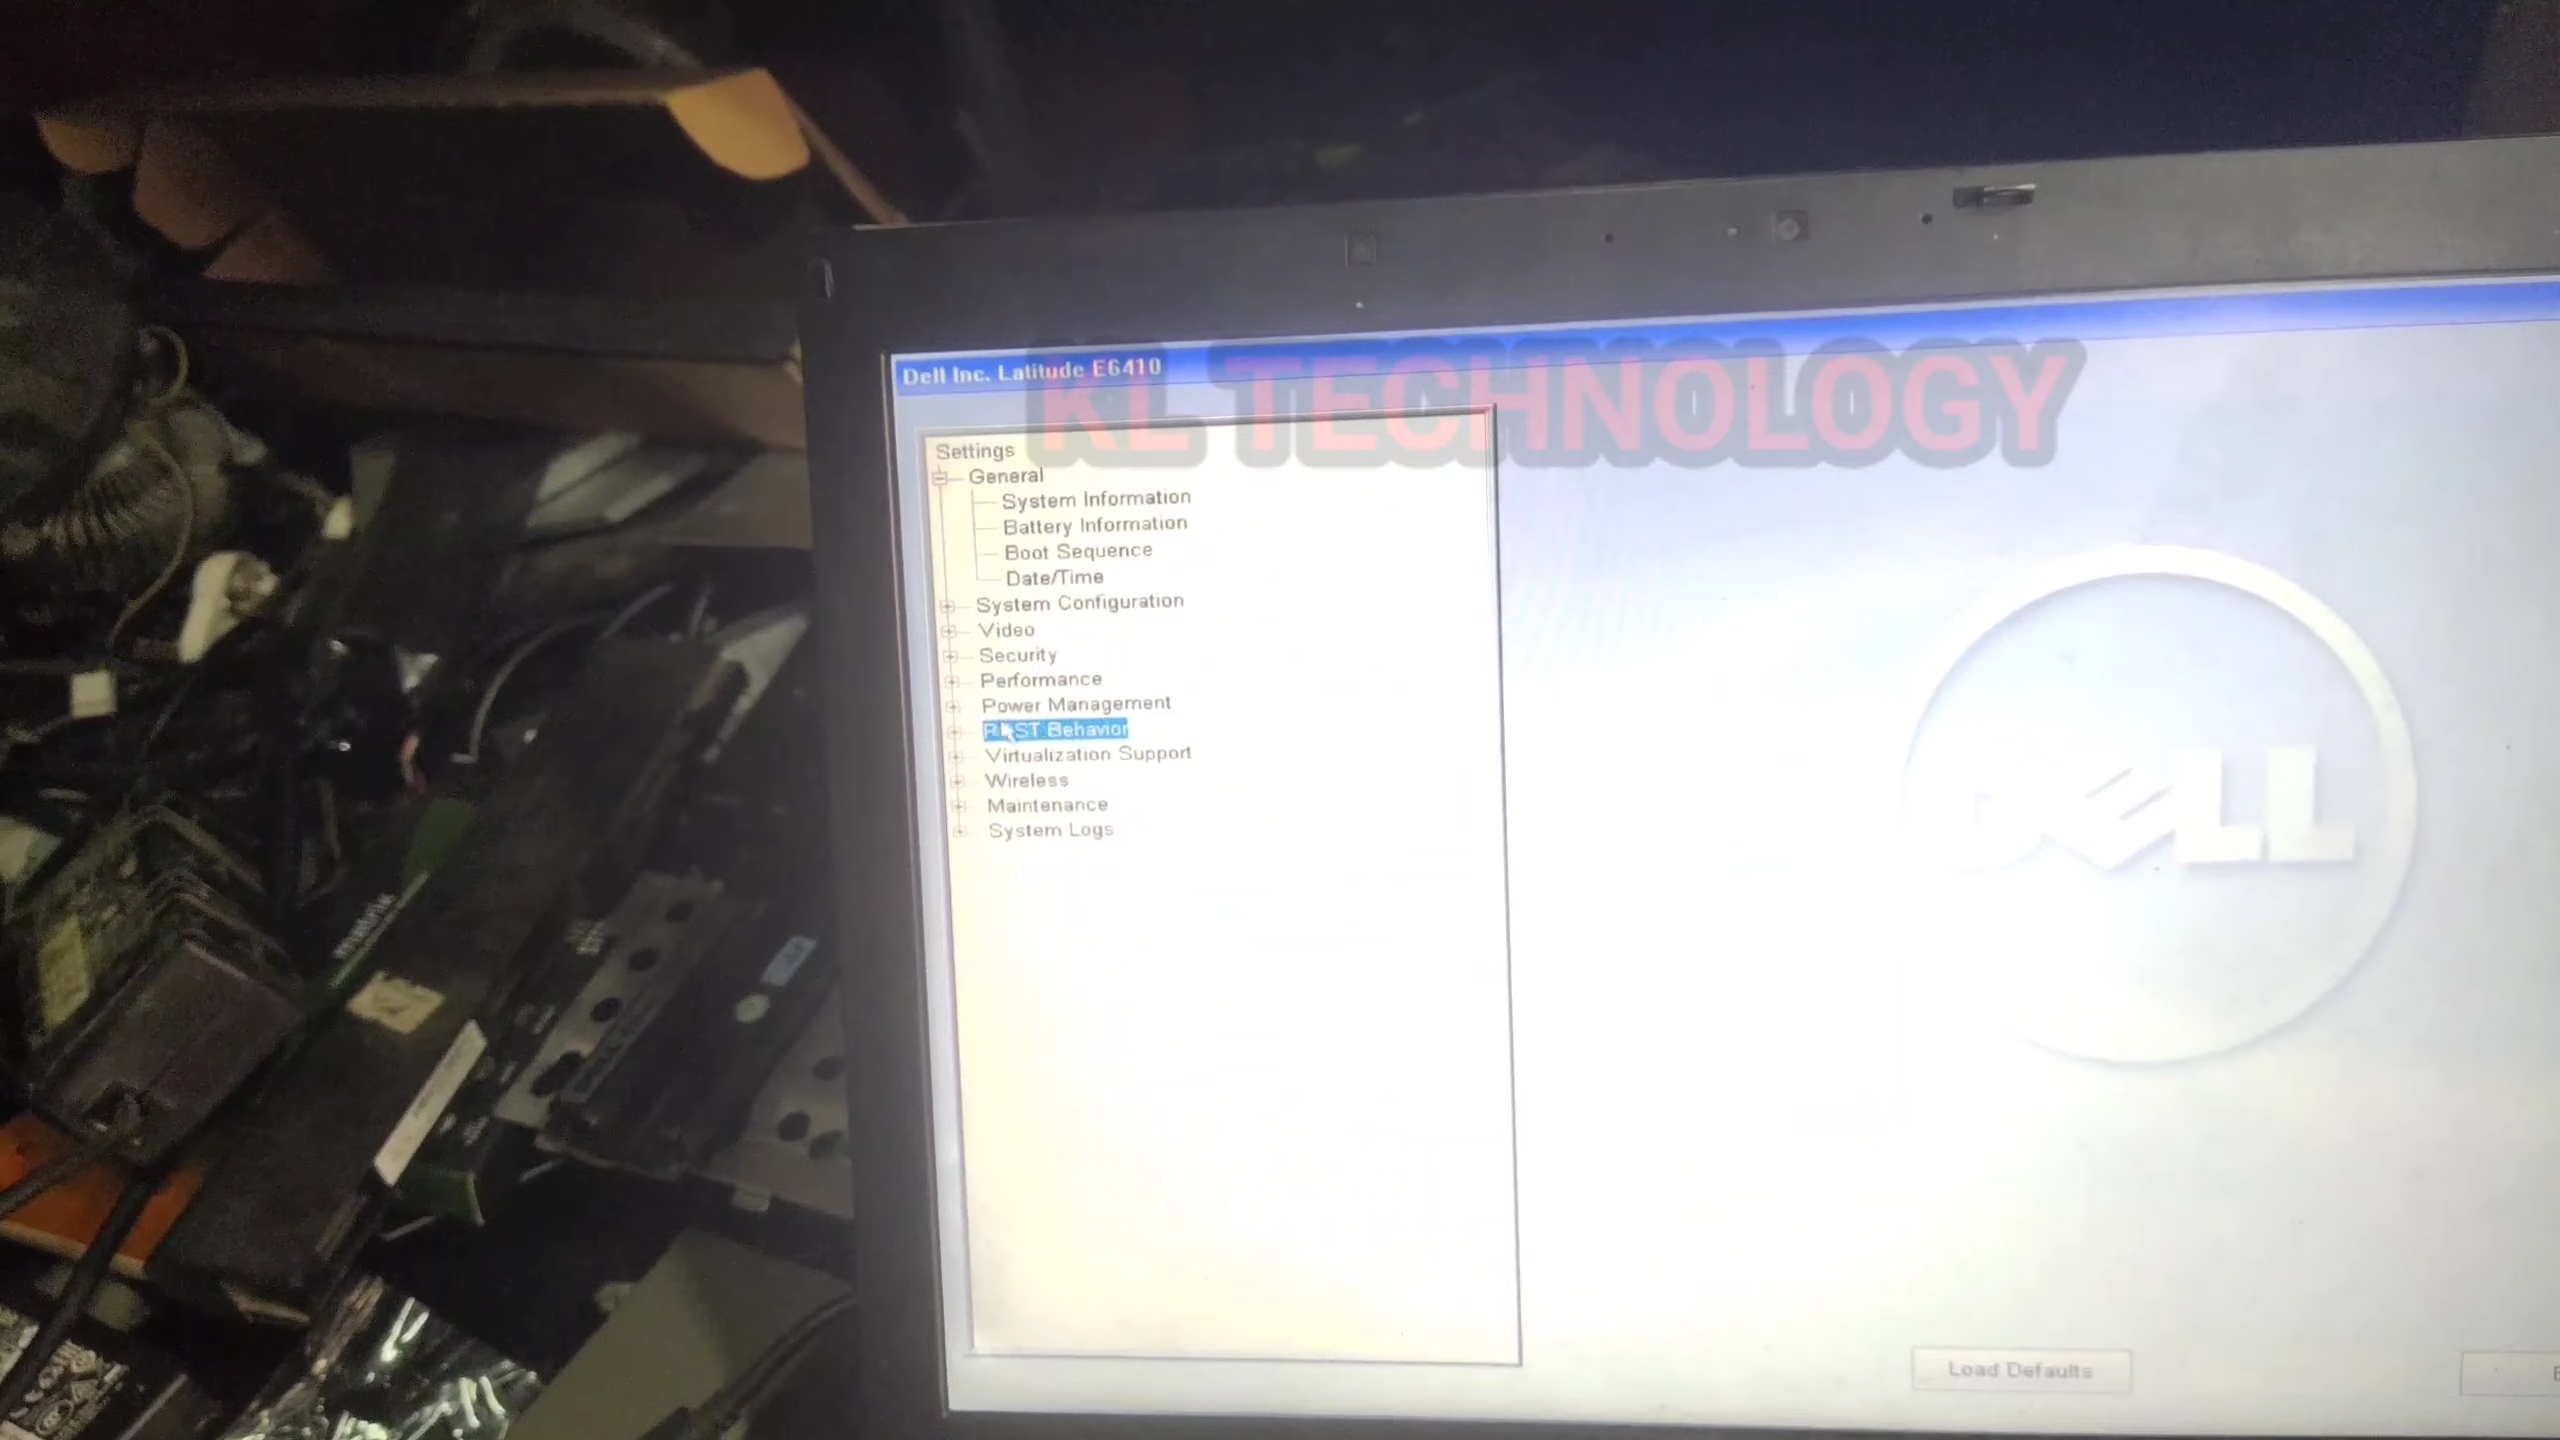 Dell Inc. Latitude E6410
KL TECHNOLOGY
Settings
General
System Information
Battery Information
Boot Sequence
Date/Time
System Configuration
Video
Security
Performance
Power Management
POST Behavior
Virtualization Support
Wireless
Maintenance
System Logs
DELL
Load Defaults